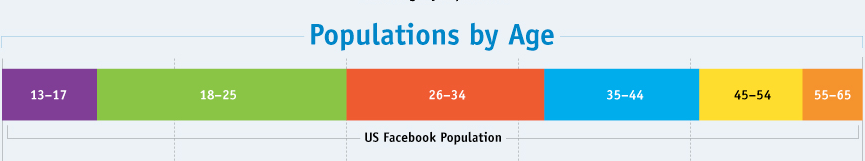 Populations by Age
13–17 18–25 26–34 35–44 45–54 55–65
US Facebook Population